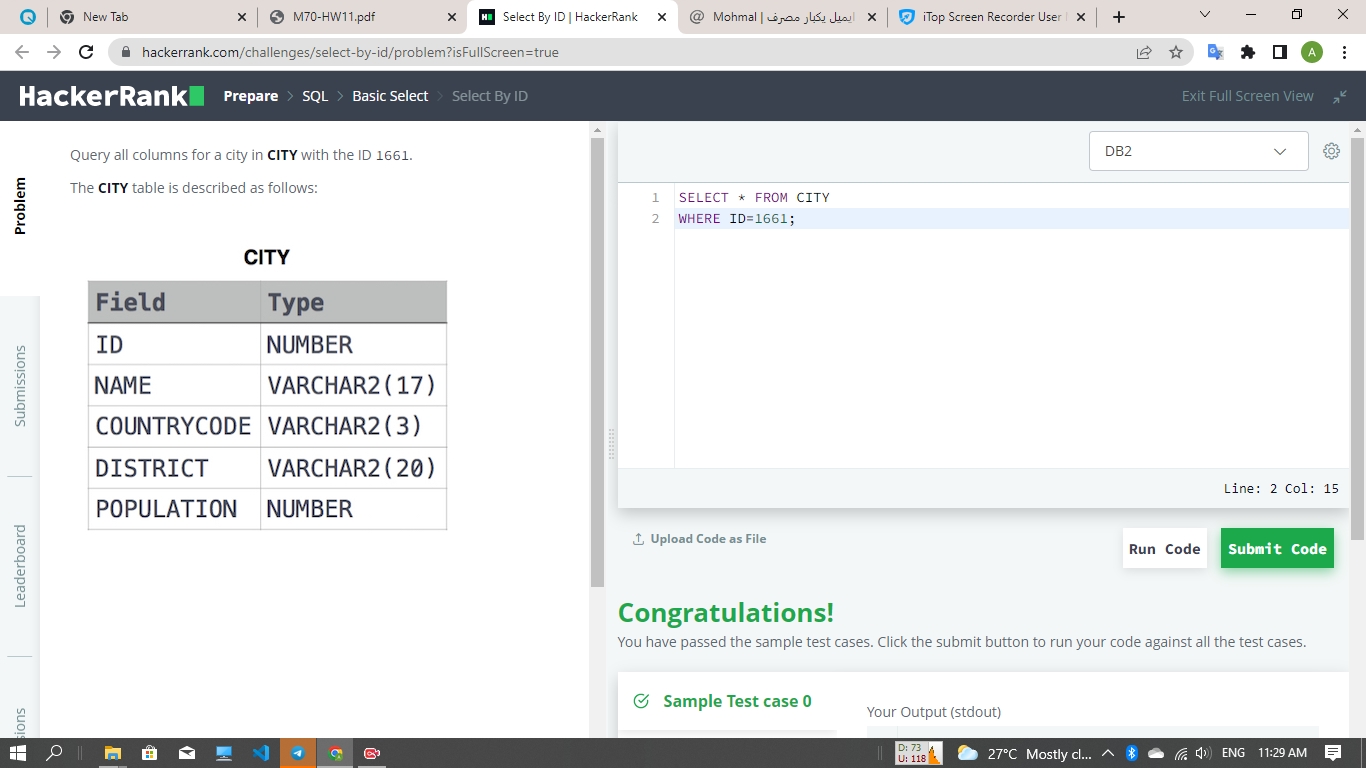 New Tab
M70-HW11.pdf
Select By ID | HackerRank
Mohmal | ایمیل یکبار مصرف
iTop Screen Recorder User
hackerrank.com/challenges/select-by-id/problem?isFullScreen=true
A
HackerRank
Prepare > SQL > Basic Select > Select By ID
Exit Full Screen View
Problem
Submissions
Leaderboard
Query all columns for a city in CITY with the ID 1661.
The CITY table is described as follows:
CITY
Field Type
ID NUMBER
NAME VARCHAR2(17)
COUNTRYCODE VARCHAR2(3)
DISTRICT VARCHAR2(20)
POPULATION NUMBER
DB2
1 SELECT * FROM CITY
2 WHERE ID=1661;
Line: 2 Col: 15
Upload Code as File
Run Code
Submit Code
Congratulations!
You have passed the sample test cases. Click the submit button to run your code against all the test cases.
Sample Test case 0
Your Output (stdout)
D: 73
U: 118
27°C Mostly cl...
ENG
11:29 AM